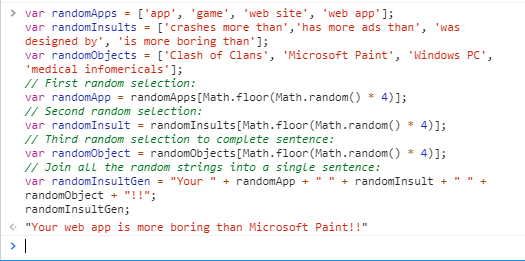 > var randomApps = ['app', 'game', 'web site', 'web app'];
var randomInsults = ['crashes more than','has more ads than', 'was
designed by', 'is more boring than'];
var randomObjects = ['Clash of Clans', 'Microsoft Paint', 'Windows PC',
'medical infomericals'];
// First random selection:
var randomApp = randomApps[Math.floor(Math.random() * 4)];
// Second random selection:
var randomInsult = randomInsults[Math.floor(Math.random() * 4)];
// Third random selection to complete sentence:
var randomObject = randomObjects[Math.floor(Math.random() * 4)];
// Join all the random strings into a single sentence:
var randomInsultGen = "Your " + randomApp + " " + randomInsult + " " +
randomObject + "!!";
randomInsultGen;
"Your web app is more boring than Microsoft Paint!!"
>